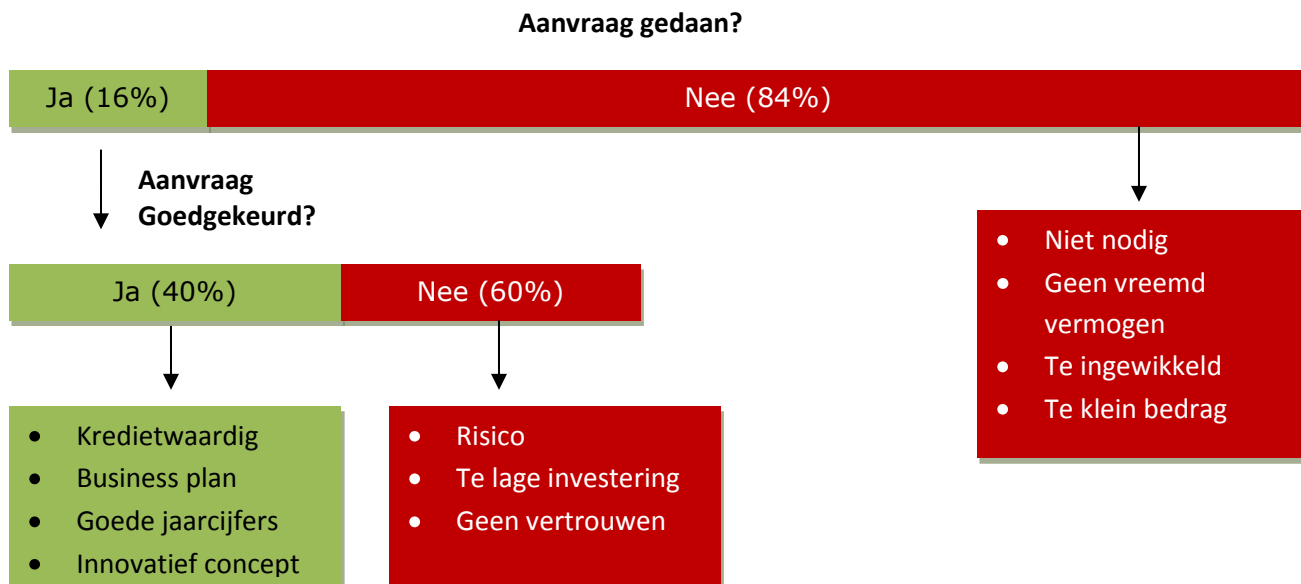 Aanvraag gedaan?
Ja (16%)
Nee (84%)
Aanvraag
Goedgekeurd?
Ja (40%)
Nee (60%)
• Kredietwaardig
• Business plan
• Goede jaarcijfers
• Innovatief concept
• Risico
• Te lage investering
• Geen vertrouwen
• Niet nodig
• Geen vreemd
vermogen
• Te ingewikkeld
• Te klein bedrag